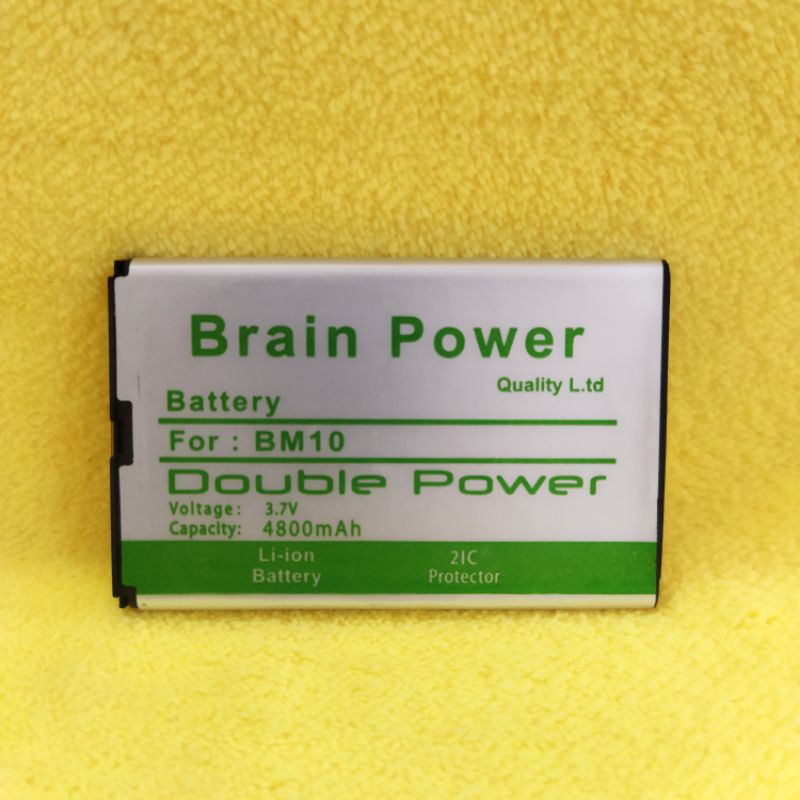 Brain Power
Quality L.td
Battery
For : BM10
Double Power
Voltage: 3.7V
Capacity: 4800mAh
Li-ion Battery
2IC Protector